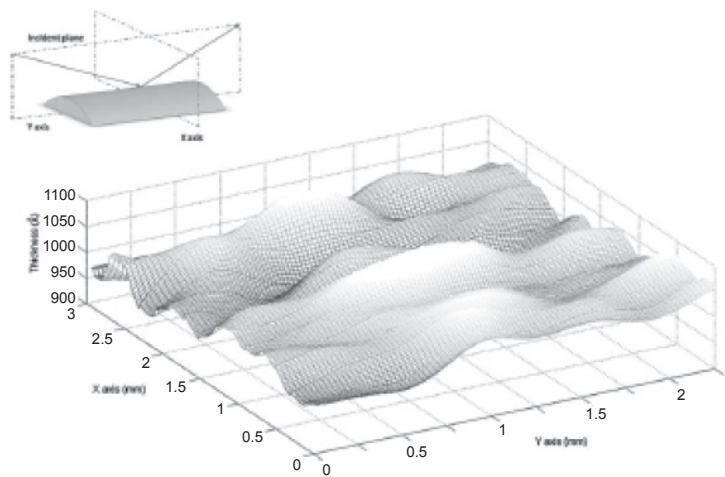 Incident plane
Y axis
X axis
1100
1050
1000
950
900
Thickness (Å)
3
2.5
2
1.5
1
0.5
0
X axis (mm)
0
0.5
1
1.5
2
Y axis (mm)